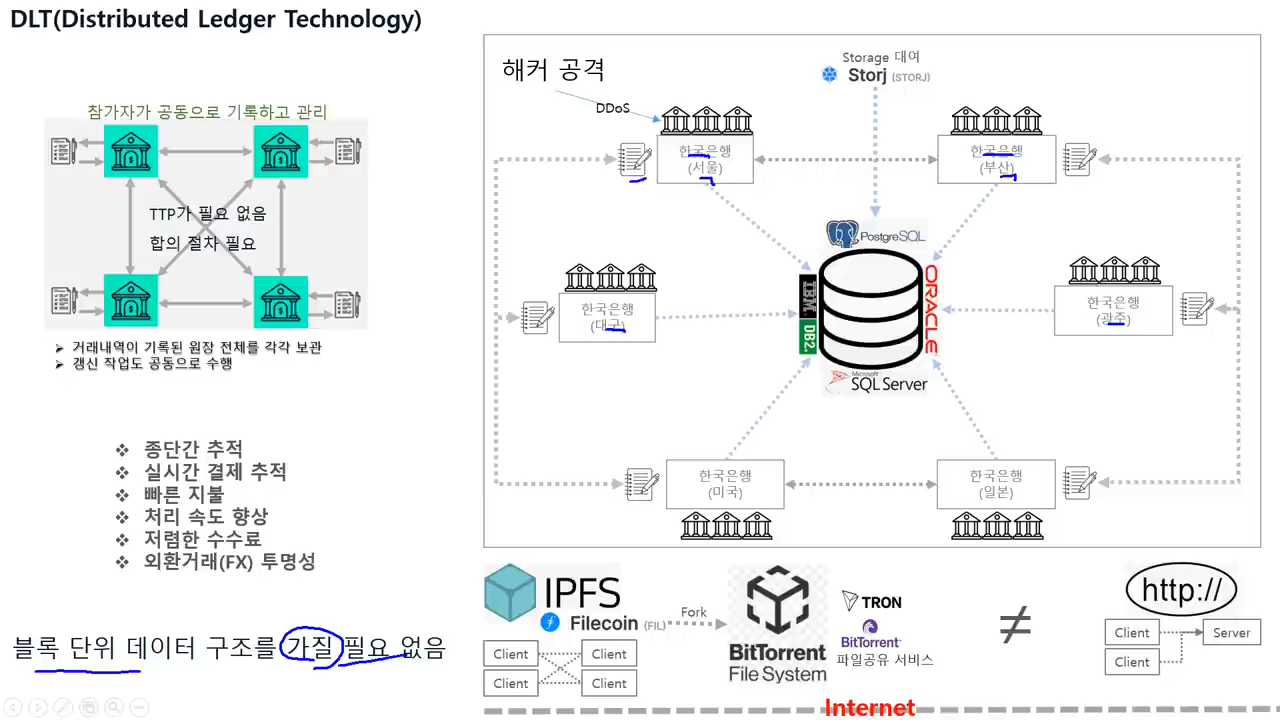 DLT(Distributed Ledger Technology)
참가자가 공동으로 기록하고 관리
TTP가 필요 없음
합의 절차 필요
➢ 거래내역이 기록된 원장 전체를 각각 보관
➢ 갱신 작업도 공동으로 수행
❖ 종단간 추적
❖ 실시간 결제 추적
❖ 빠른 지불
❖ 처리 속도 향상
❖ 저렴한 수수료
❖ 외환거래(FX) 투명성
블록 단위 데이터 구조를 가질 필요 없음
해커 공격
DDoS
Storage 대여
Storj (STORJ)
한국은행
(서울)
한국은행
(부산)
PostgreSQL
한국은행
(대구)
IBM
DB2.
ORACLE
Microsoft
SQL Server
한국은행
(광주)
한국은행
(미국)
한국은행
(일본)
IPFS
Filecoin (FIL)
Fork
Client
Client
Client
Client
BitTorrent
File System
TRON
BitTorrent
파일공유 서비스
≠
http://
Client
Server
Client
Internet